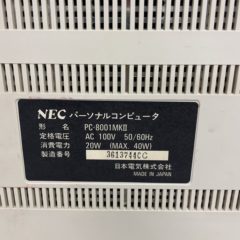 NEC パーソナルコンピュータ
形 名 PC-8001MKII
定格電圧 AC 100V 50/60Hz
消費電力 20W (MAX. 40W)
製造番号
日本電気株式会社
MADE IN JAPAN